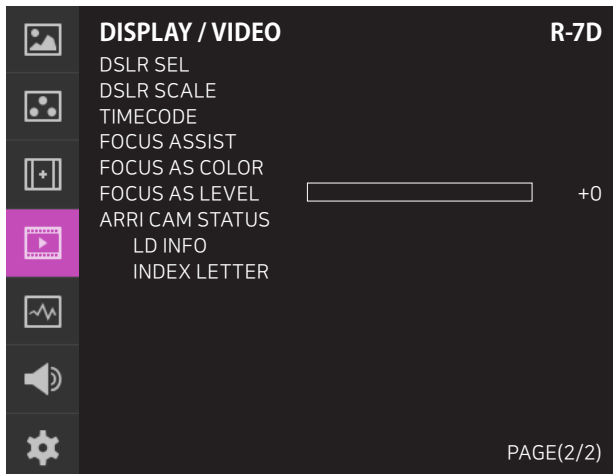 DISPLAY / VIDEO R-7D
DSLR SEL
DSLR SCALE
TIMECODE
FOCUS ASSIST
FOCUS AS COLOR
FOCUS AS LEVEL +0
ARRI CAM STATUS
LD INFO
INDEX LETTER
PAGE(2/2)